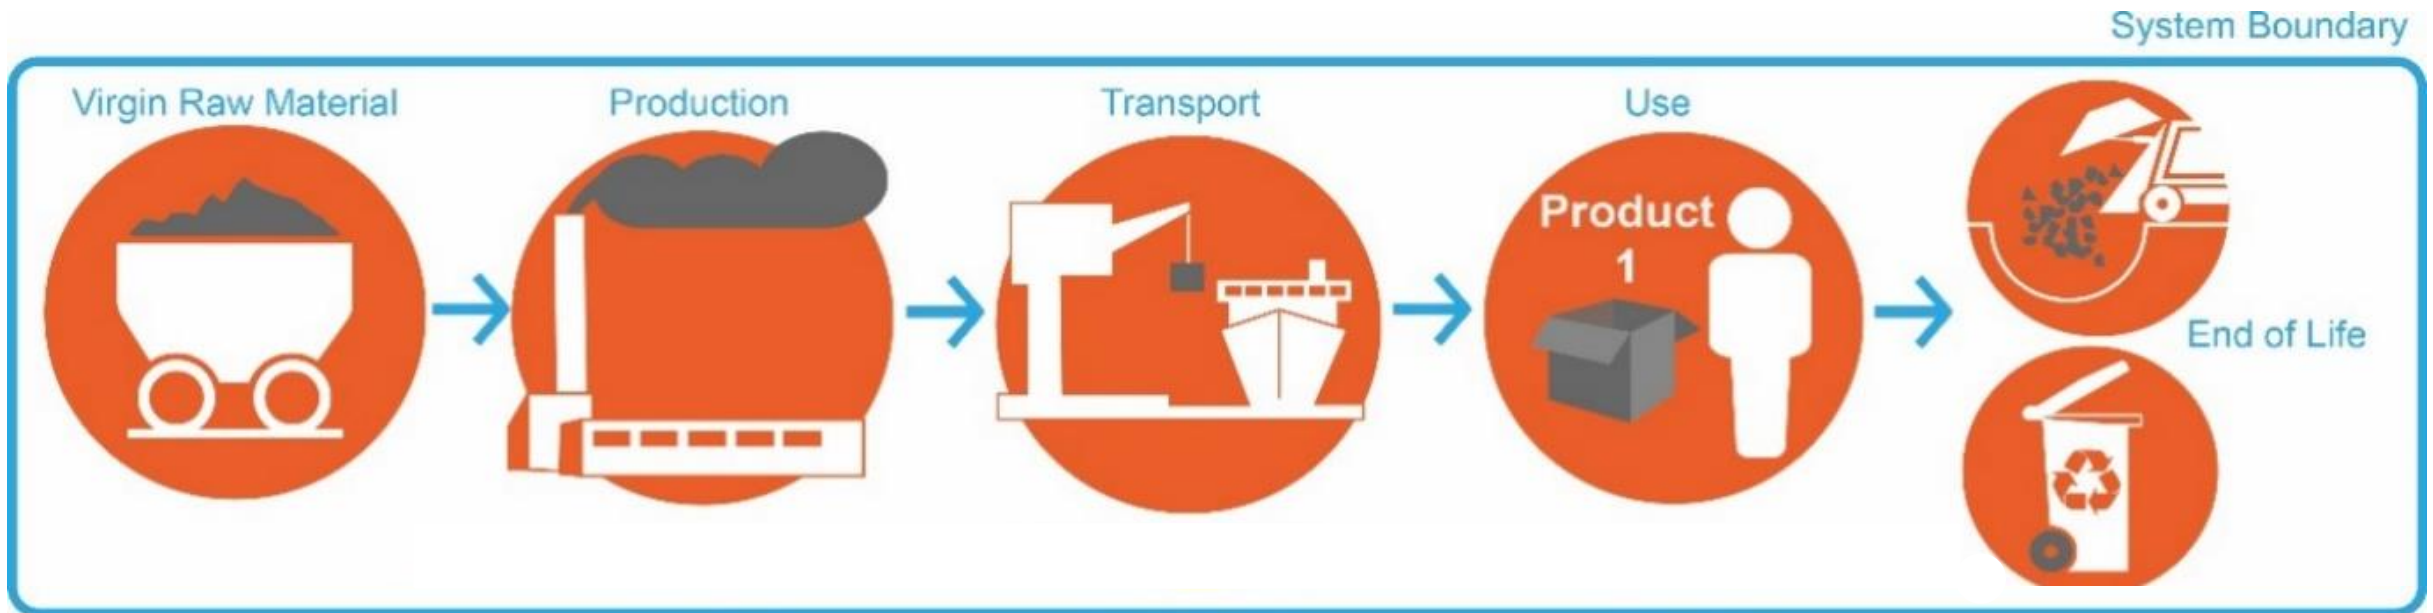 System Boundary
Virgin Raw Material
Production
Transport
Use
Product
1
End of Life